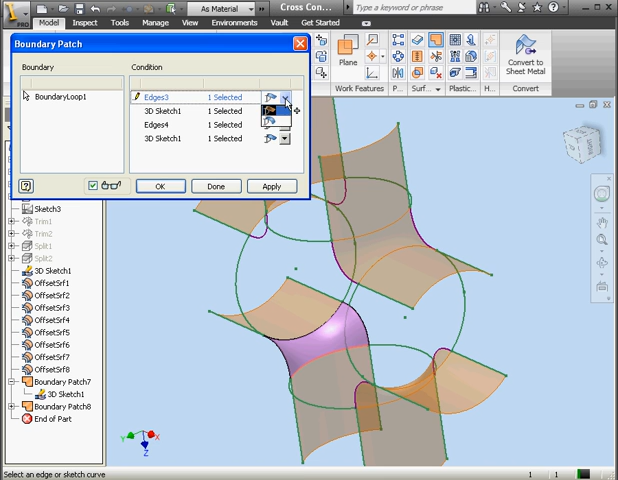 PRO
As Material
Cross Con...
Type a keyword or phrase
Model
Inspect
Tools
Manage
View
Environments
Vault
Get Started
Boundary Patch
Boundary
Condition
BoundaryLoop1
Edges3 1 Selected
3D Sketch1 1 Selected
Edges4 1 Selected
3D Sketch1 1 Selected
OK
Done
Apply
Plane
Convert to
Sheet Metal
Work Features
P...
Surf...
Plastic...
H...
Convert
Sketch3
Trim1
Trim2
Split1
Split2
3D Sketch1
OffsetSrf1
OffsetSrf2
OffsetSrf3
OffsetSrf4
OffsetSrf5
OffsetSrf6
OffsetSrf7
OffsetSrf8
Boundary Patch7
3D Sketch1
Boundary Patch8
End of Part
Y
X
Z
Select an edge or sketch curve
1
1